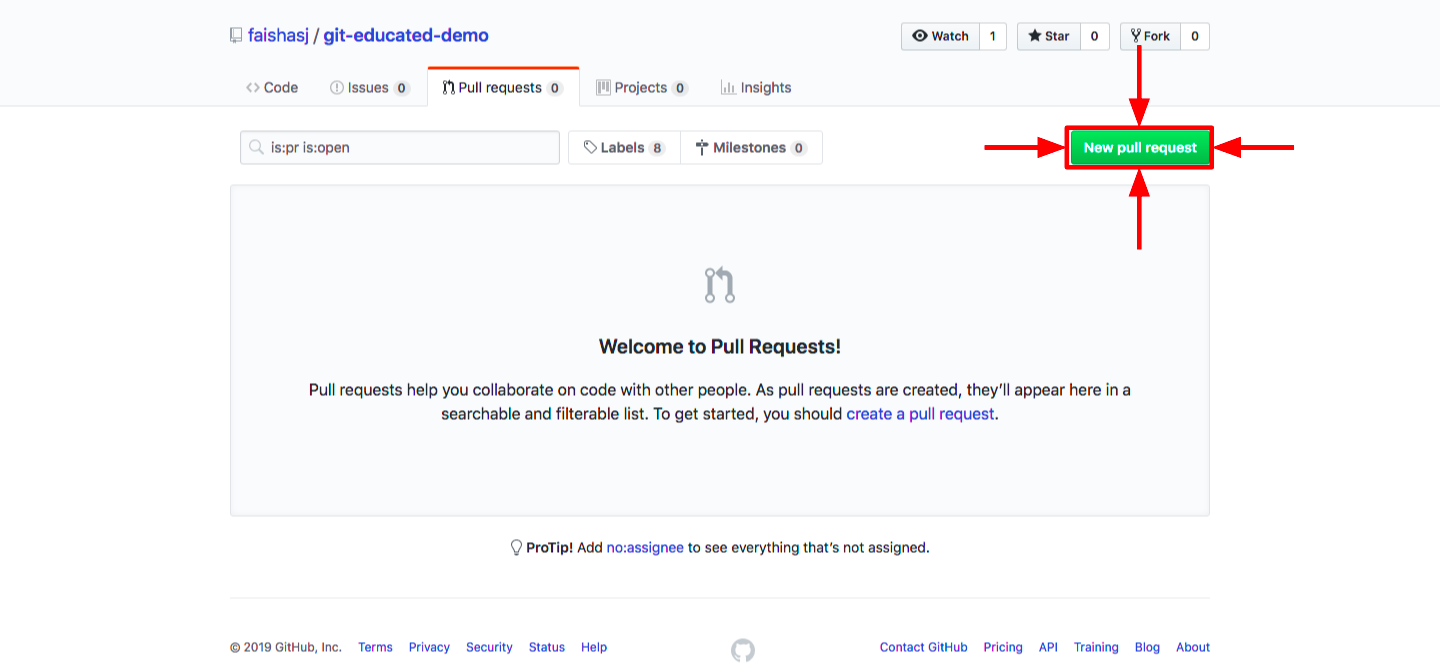 faishasj / git-educated-demo
Watch 1 Star 0 Fork 0
Code Issues 0 Pull requests 0 Projects 0 Insights
is:pr is:open Labels 8 Milestones 0 New pull request
Welcome to Pull Requests!
Pull requests help you collaborate on code with other people. As pull requests are created, they’ll appear here in a
searchable and filterable list. To get started, you should create a pull request.
ProTip! Add no:assignee to see everything that’s not assigned.
© 2019 GitHub, Inc. Terms Privacy Security Status Help Contact GitHub Pricing API Training Blog About